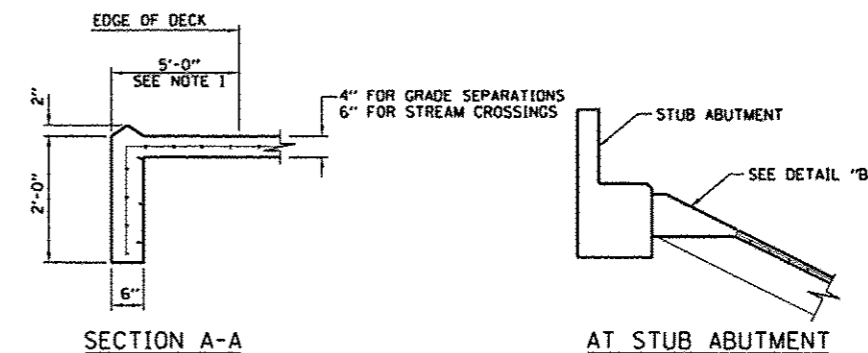 EDGE OF DECK
5'-0"
SEE NOTE 1
2"
4" FOR GRADE SEPARATIONS
6" FOR STREAM CROSSINGS
2'-0"
6"
SECTION A-A
STUB ABUTMENT
SEE DETAIL "B
AT STUB ABUTMENT